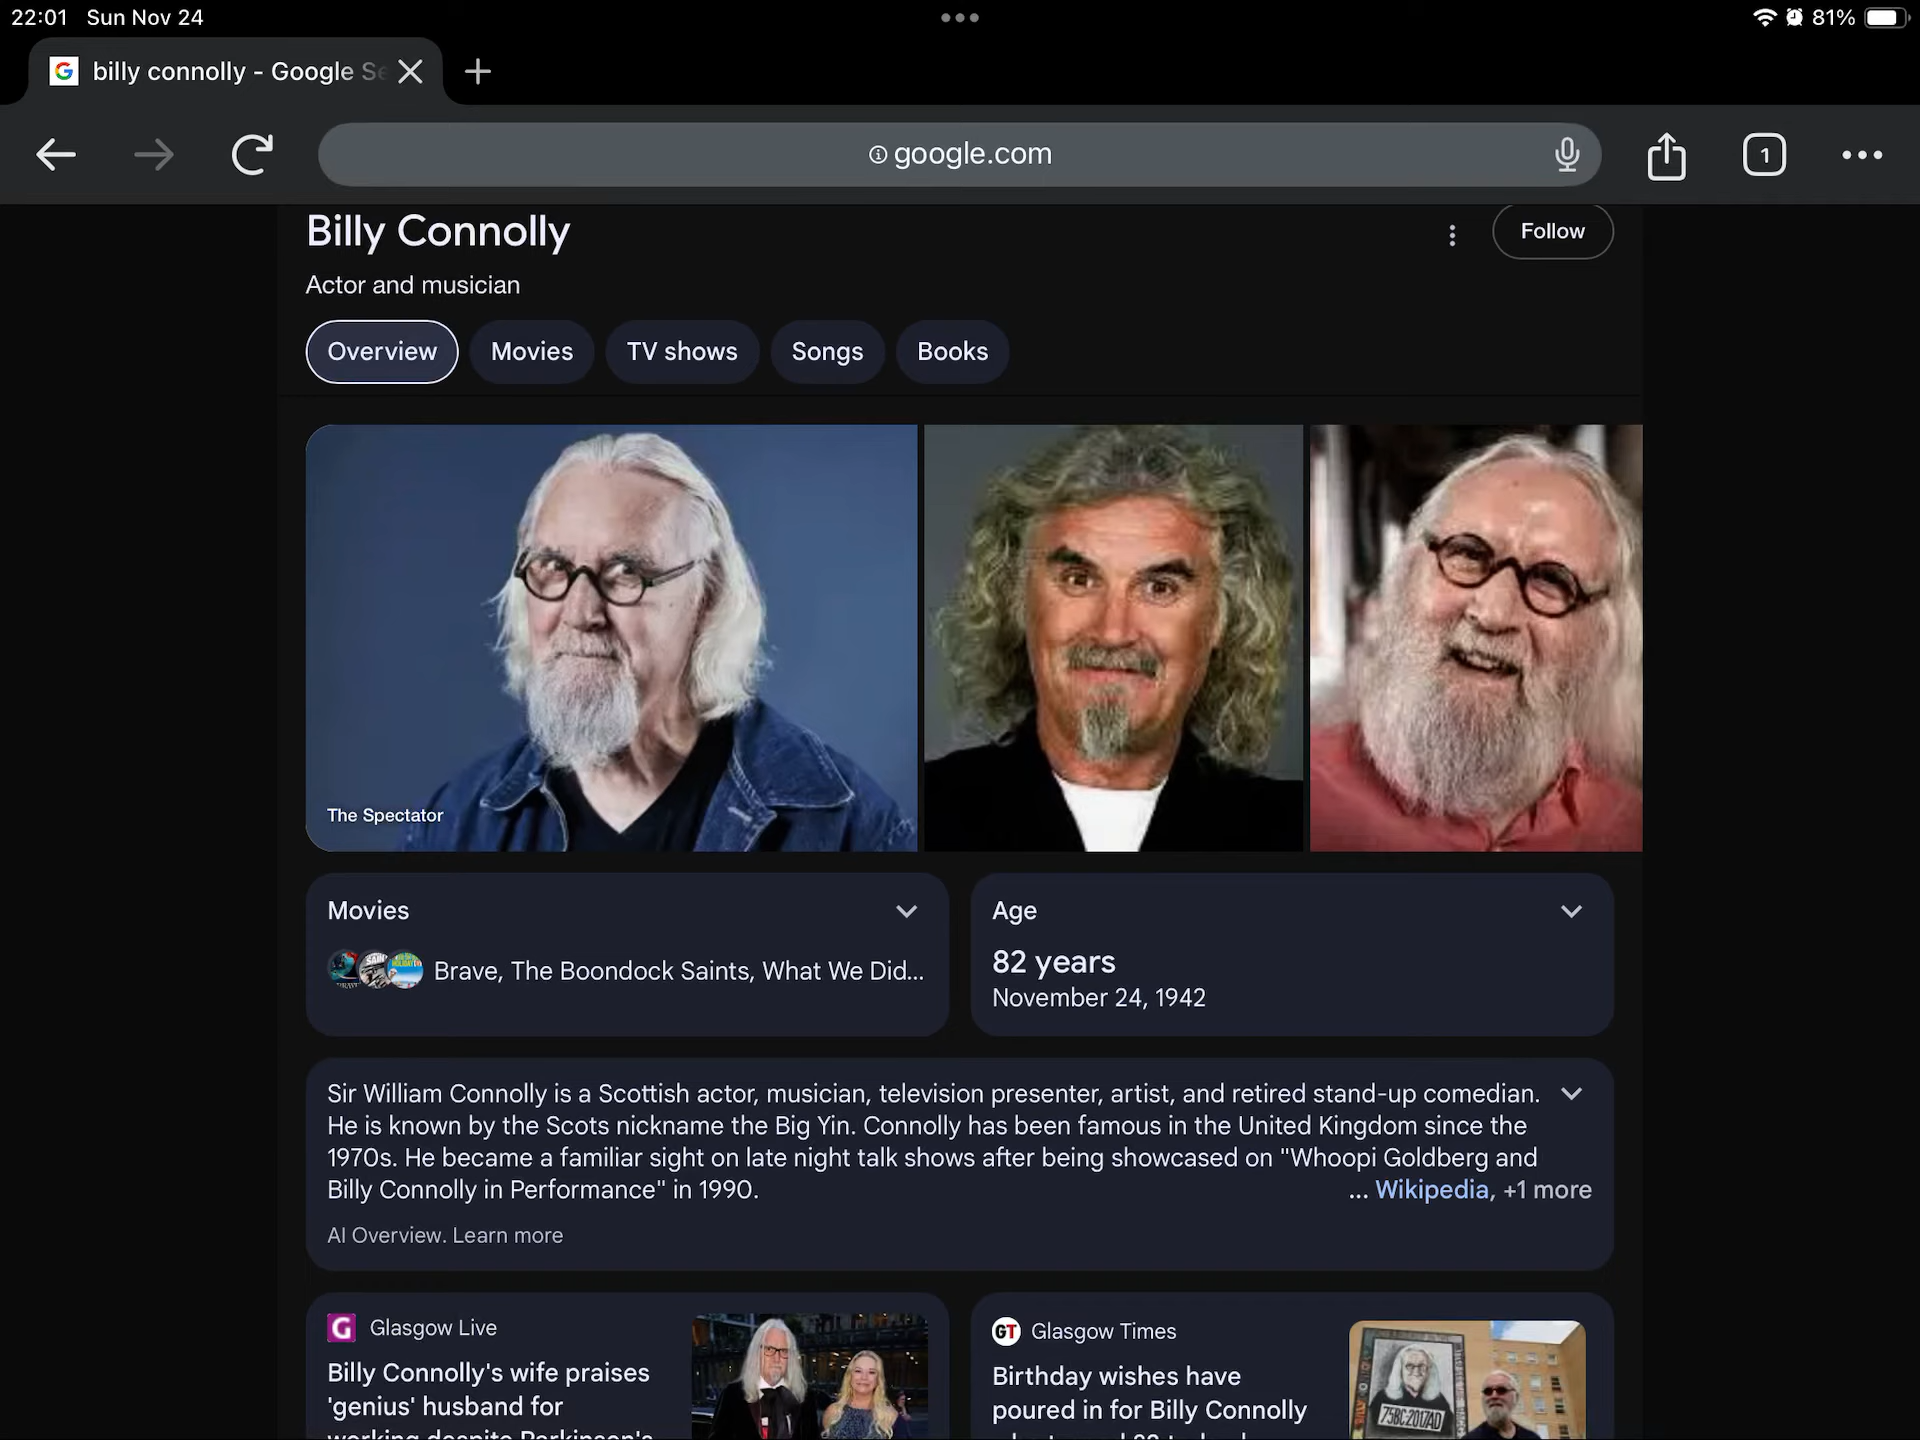 22:01 Sun Nov 24
81%
billy connolly - Google Se
google.com
1
Billy Connolly
Follow
Actor and musician
Overview
Movies
TV shows
Songs
Books
The Spectator
Movies
Brave, The Boondock Saints, What We Did...
Age
82 years
November 24, 1942
Sir William Connolly is a Scottish actor, musician, television presenter, artist, and retired stand-up comedian.
He is known by the Scots nickname the Big Yin. Connolly has been famous in the United Kingdom since the
1970s. He became a familiar sight on late night talk shows after being showcased on "Whoopi Goldberg and
Billy Connolly in Performance" in 1990.
... Wikipedia, +1 more
AI Overview. Learn more
G Glasgow Live
Billy Connolly's wife praises
'genius' husband for
working despite Parkinson's
GT Glasgow Times
Birthday wishes have
poured in for Billy Connolly
75BC:2017AD